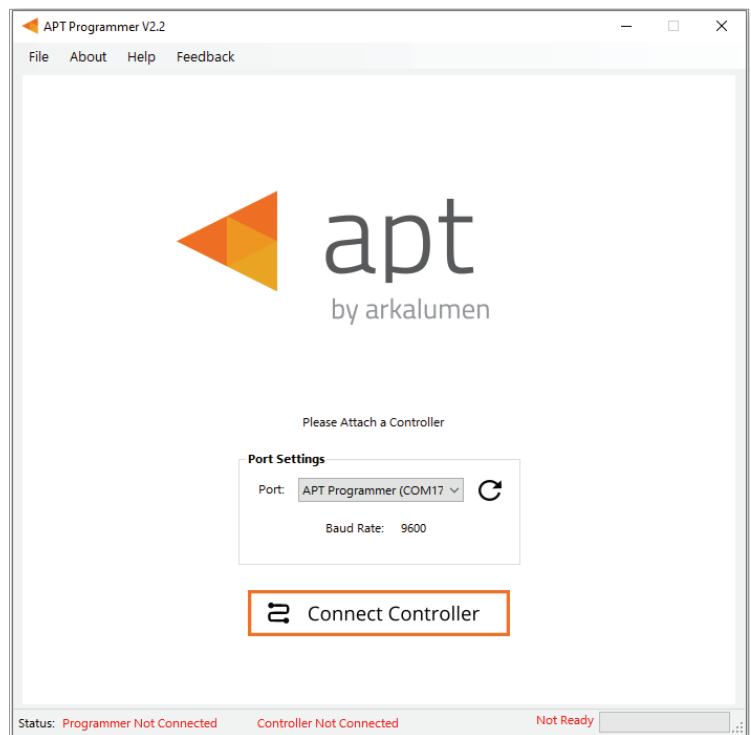 APT Programmer V2.2
File About Help Feedback
apt
by arkalumen
Please Attach a Controller
Port Settings
Port: APT Programmer (COM17
Baud Rate: 9600
Connect Controller
Status: Programmer Not Connected Controller Not Connected Not Ready